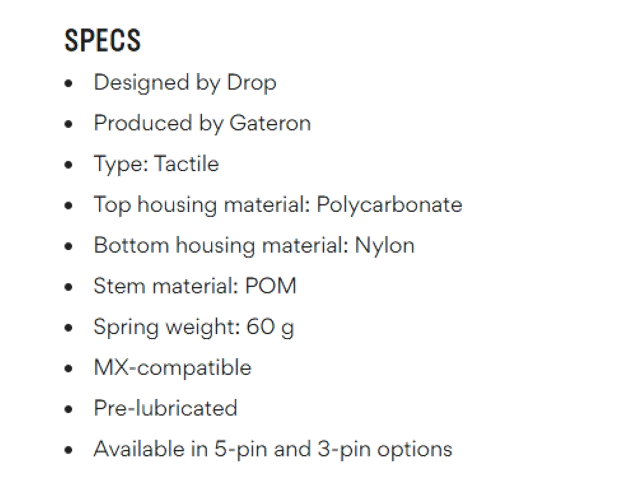 SPECS
• Designed by Drop
• Produced by Gateron
• Type: Tactile
• Top housing material: Polycarbonate
• Bottom housing material: Nylon
• Stem material: POM
• Spring weight: 60 g
• MX-compatible
• Pre-lubricated
• Available in 5-pin and 3-pin options